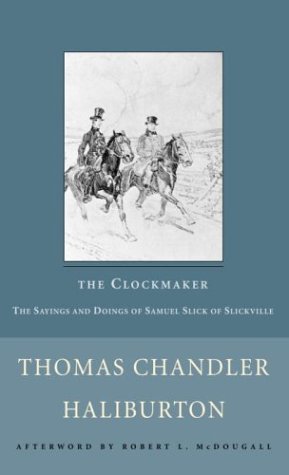 THE CLOCKMAKER
THE SAYINGS AND DOINGS OF SAMUEL SLICK OF SLICKVILLE
THOMAS CHANDLER
HALIBURTON
AFTERWORD BY ROBERT L. McDOUGALL